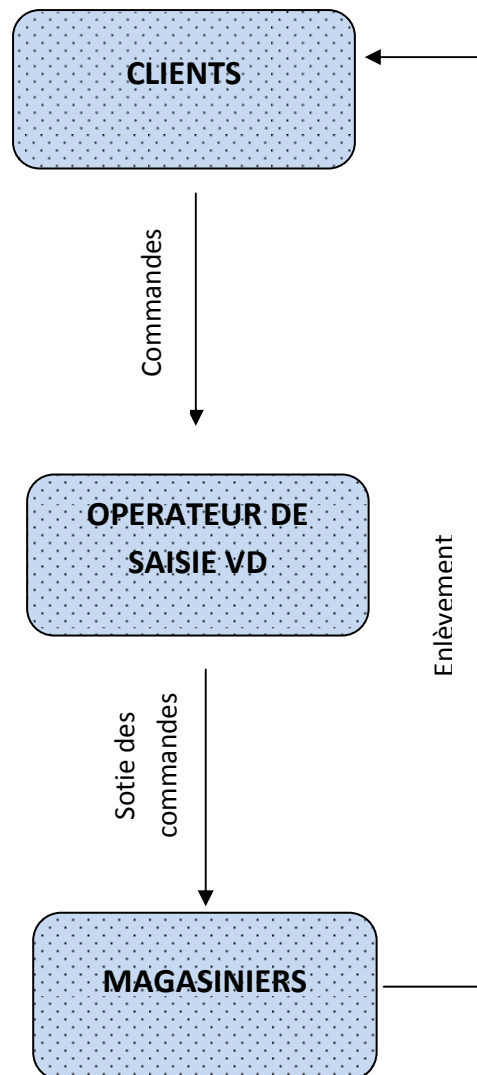 CLIENTS
Commandes
OPERATEUR DE
SAISIE VD
Enlèvement
Sotie des
commandes
MAGASINIERS